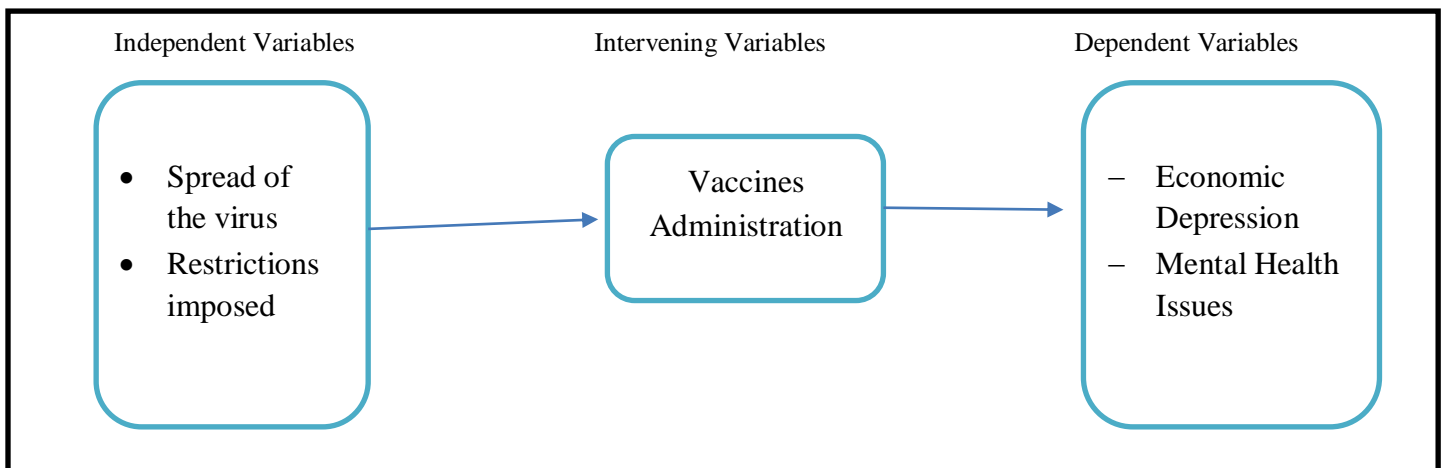 Independent Variables
Intervening Variables
Dependent Variables
• Spread of
the virus
• Restrictions
imposed
Vaccines
Administration
– Economic
Depression
– Mental Health
Issues